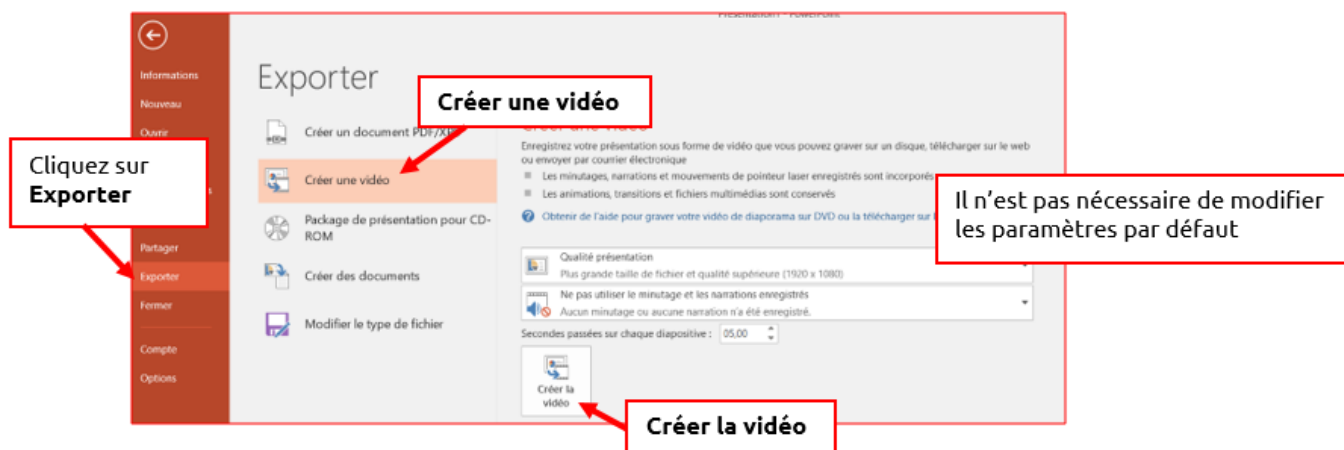 Présentation1 - PowerPoint
Informations
Nouveau
Ouvrir
Partager
Exporter
Fermer
Compte
Options
Cliquez sur
Exporter
Exporter
Créer un document PDF/X
Créer une vidéo
Package de présentation pour CD-
ROM
Créer des documents
Modifier le type de fichier
Créer une vidéo
Créer une vidéo
Enregistrez votre présentation sous forme de vidéo que vous pouvez graver sur un disque, télécharger sur le web
ou envoyer par courrier électronique
Les minutages, narrations et mouvements de pointeur laser enregistrés sont incorporés
Les animations, transitions et fichiers multimédias sont conservés
Obtenir de l'aide pour graver votre vidéo de diaporama sur DVD ou la télécharger sur
Il n'est pas nécessaire de modifier
les paramètres par défaut
Qualité présentation
Plus grande taille de fichier et qualité supérieure (1920 x 1080)
Ne pas utiliser le minutage et les narrations enregistrés
Aucun minutage ou aucune narration n'a été enregistré.
Secondes passées sur chaque diapositive : 05,00
Créer la
vidéo
Créer la vidéo